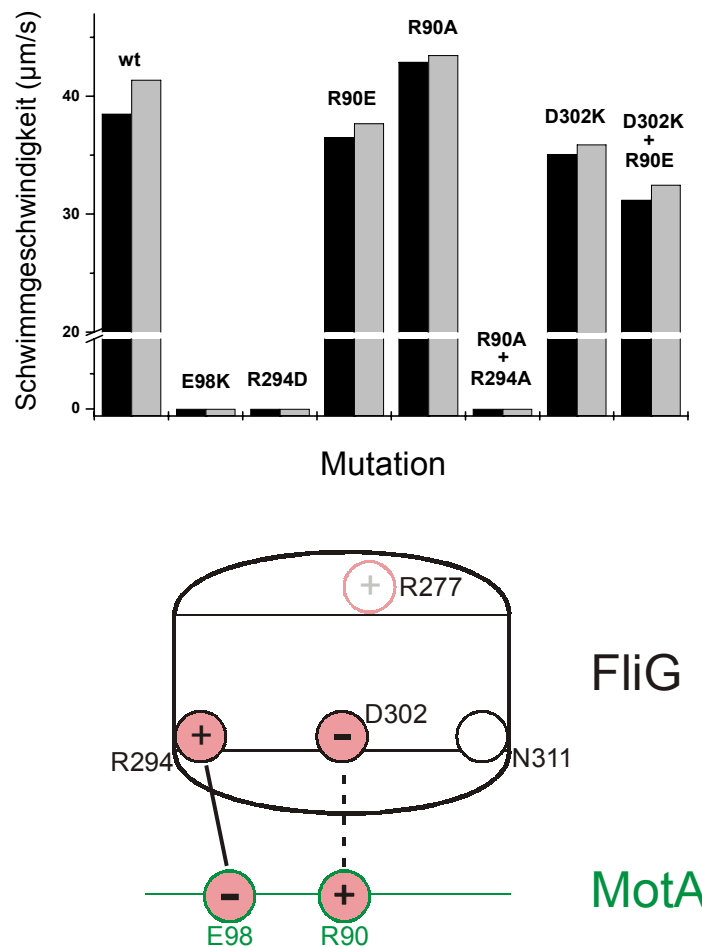 Schwimmgeschwindigkeit (µm/s)
40
30
20
0
wt
E98K
R294D
R90E
R90A
R90A
+
R294A
D302K
D302K
+
R90E
Mutation
+
R277
FliG
+
R294
-
D302
N311
-
E98
+
R90
MotA